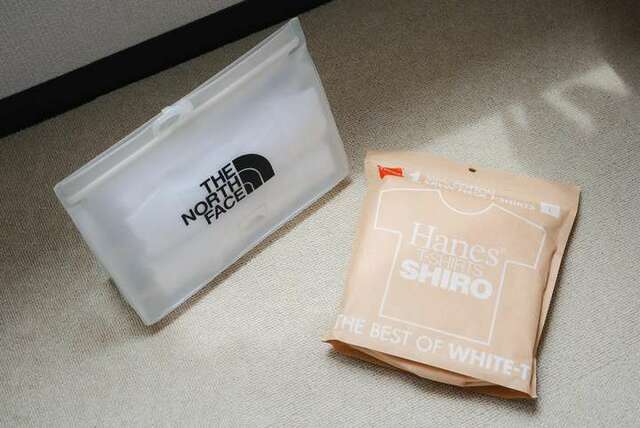 THE
NORTH
FACE
Hanes
T-SHIRTS
SHIRO
THE BEST OF WHITE-T